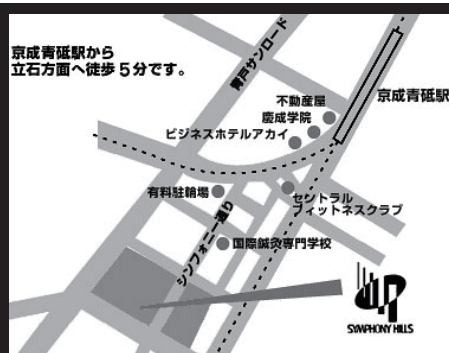 京成青砥駅から
立石方面へ徒歩5分です。
青戸サンロード
不動産屋
慶成学院
ビジネスホテルアカイ
京成青砥駅
有料駐輪場
セントラル
フィットネスクラブ
シンフォニー通り
国際鍼灸専門学校
SYMPHONY HILLS